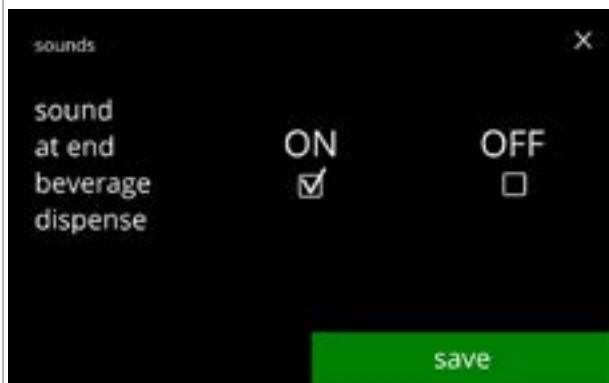 sounds
sound
at end
beverage
dispense
ON
OFF
save